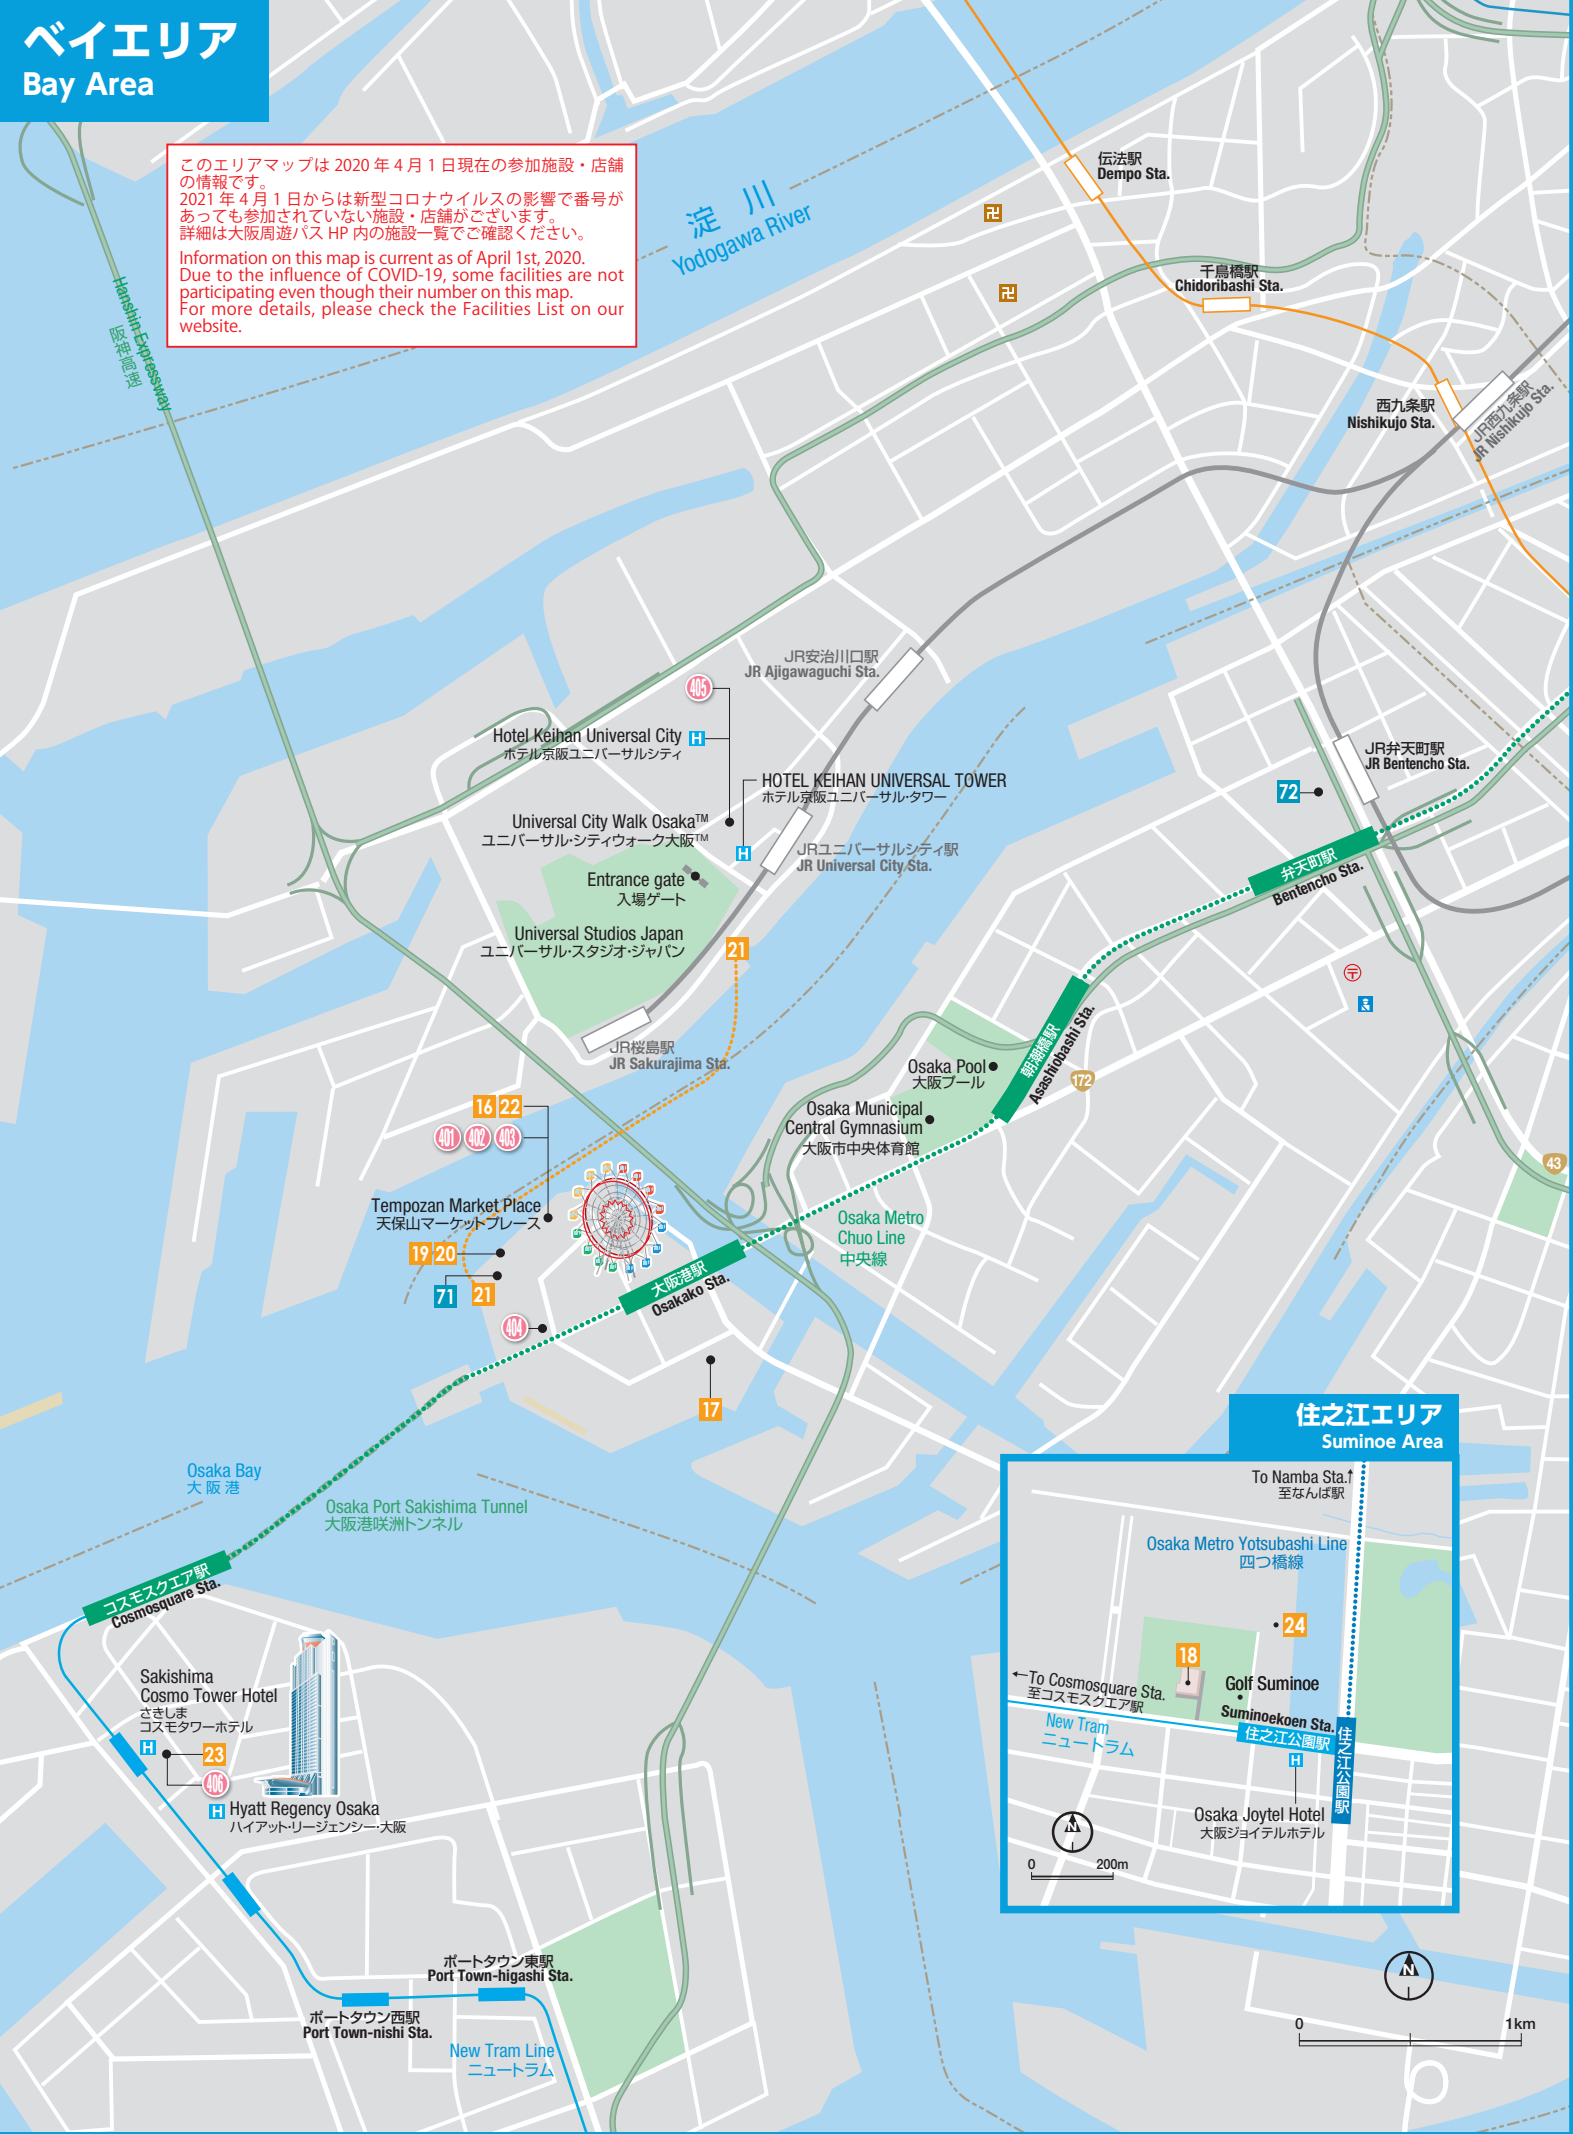 ベイエリア
Bay Area
このエリアマップは 2020 年 4 月 1 日現在の参加施設・店舗
の情報です。
2021 年 4 月 1 日からは新型コロナウイルスの影響で番号が
あっても参加されていない施設・店舗がございます。
詳細は大阪周遊パス HP 内の施設一覧でご確認ください。
Information on this map is current as of April 1st, 2020.
Due to the influence of COVID-19, some facilities are not
participating even though their number on this map.
For more details, please check the Facilities List on our
website.
淀 川
Yodogawa River
Hanshin Expressway
阪神高速
伝法駅
Dempo Sta.
卍
卍
千鳥橋駅
Chidoribashi Sta.
西九条駅
Nishikujo Sta.
JR西九条駅
JR Nishikujo Sta.
JR安治川口駅
JR Ajigawaguchi Sta.
405
Hotel Keihan Universal City
H
ホテル京阪ユニバーサルシティ
HOTEL KEIHAN UNIVERSAL TOWER
ホテル京阪ユニバーサル・タワー
Universal City Walk Osaka™
ユニバーサル・シティウォーク大阪™
H
JRユニバーサルシティ駅
JR Universal City Sta.
Entrance gate
入場ゲート
Universal Studios Japan
ユニバーサル・スタジオ・ジャパン
21
JR弁天町駅
JR Bentencho Sta.
72
弁天町駅
Bentencho Sta.
〒
JR桜島駅
JR Sakurajima Sta.
朝潮橋駅
Asashiobashi Sta.
Osaka Pool
大阪プール
172
Osaka Municipal
Central Gymnasium
大阪市中央体育館
43
16 22
401 402 403
Tempozan Market Place
天保山マーケットプレース
19 20
71
21
Osaka Metro
Chuo Line
中央線
大阪港駅
Osakako Sta.
404
17
Osaka Bay
大 阪 港
Osaka Port Sakishima Tunnel
大阪港咲洲トンネル
コスモスクエア駅
Cosmosquare Sta.
Sakishima
Cosmo Tower Hotel
さきしま
コスモタワーホテル
H
23
406
H
Hyatt Regency Osaka
ハイアット・リージェンシー・大阪
ポートタウン東駅
Port Town-higashi Sta.
ポートタウン西駅
Port Town-nishi Sta.
New Tram Line
ニュートラム
住之江エリア
Suminoe Area
To Namba Sta.↑
至なんば駅
Osaka Metro Yotsubashi Line
四つ橋線
24
18
Golf Suminoe
←To Cosmosquare Sta.
至コスモスクエア駅
Suminoekoen Sta.
住之江公園駅
住之江公園駅
New Tram
ニュートラム
H
Osaka Joytel Hotel
大阪ジョイテルホテル
N
0 200m
N
0 1km